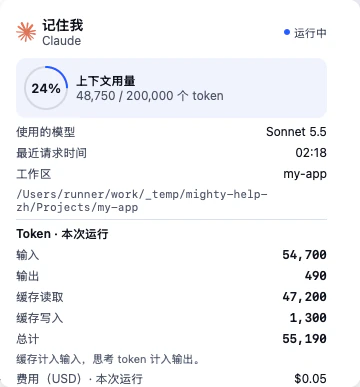 记住我
Claude
运行中
24%
上下文用量
48,750 / 200,000 个 token
使用的模型 Sonnet 5.5
最近请求时间 02:18
工作区 my-app
/Users/runner/work/_temp/mighty-help-
zh/Projects/my-app
Token · 本次运行
输入 54,700
输出 490
缓存读取 47,200
缓存写入 1,300
总计 55,190
缓存计入输入，思考 token 计入输出。
费用（USD）· 本次运行 $0.05